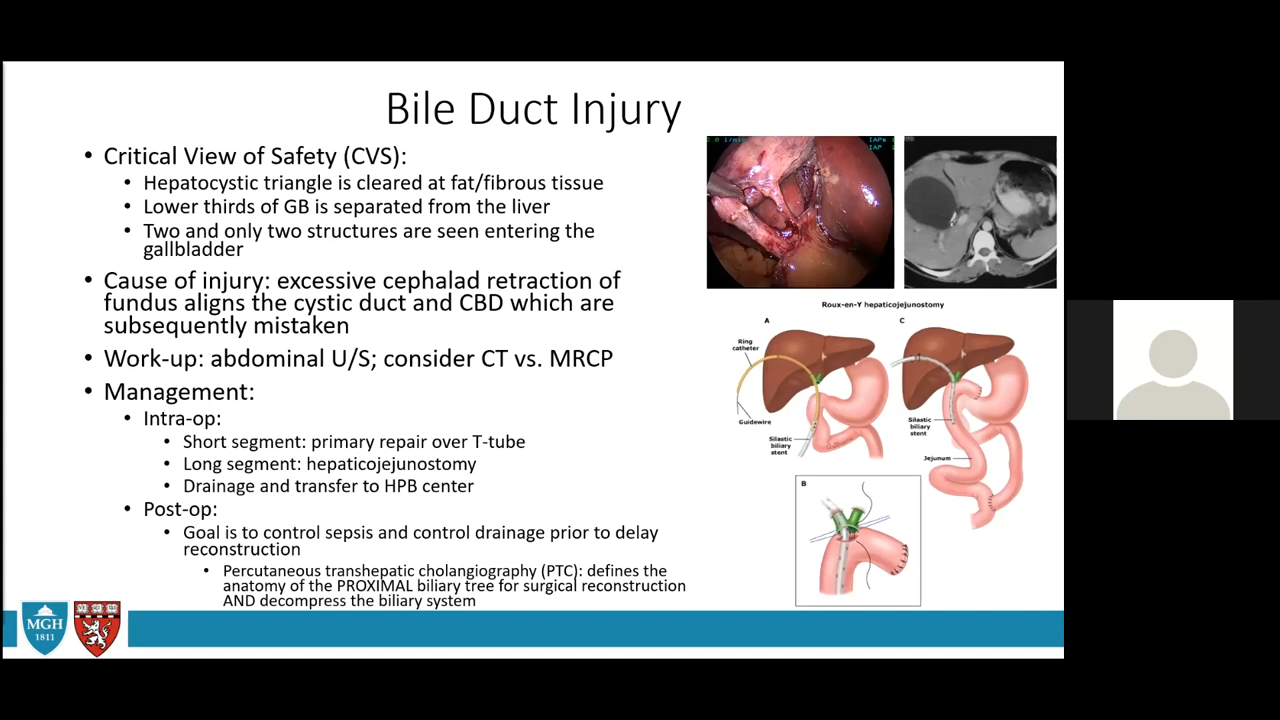 Bile Duct Injury
• Critical View of Safety (CVS):
• Hepatocystic triangle is cleared at fat/fibrous tissue
• Lower thirds of GB is separated from the liver
• Two and only two structures are seen entering the
gallbladder
• Cause of injury: excessive cephalad retraction of
fundus aligns the cystic duct and CBD which are
subsequently mistaken
• Work-up: abdominal U/S; consider CT vs. MRCP
• Management:
• Intra-op:
• Short segment: primary repair over T-tube
• Long segment: hepaticojejunostomy
• Drainage and transfer to HPB center
• Post-op:
• Goal is to control sepsis and control drainage prior to delay
reconstruction
• Percutaneous transhepatic cholangiography (PTC): defines the
anatomy of the PROXIMAL biliary tree for surgical reconstruction
AND decompress the biliary system
IAP
Roux-en-Y hepaticojejunostomy
A
Ring
catheter
Guidewire
Silastic
biliary
stent
C
Silastic
biliary
stent
Jejunum
B
MGH
1811